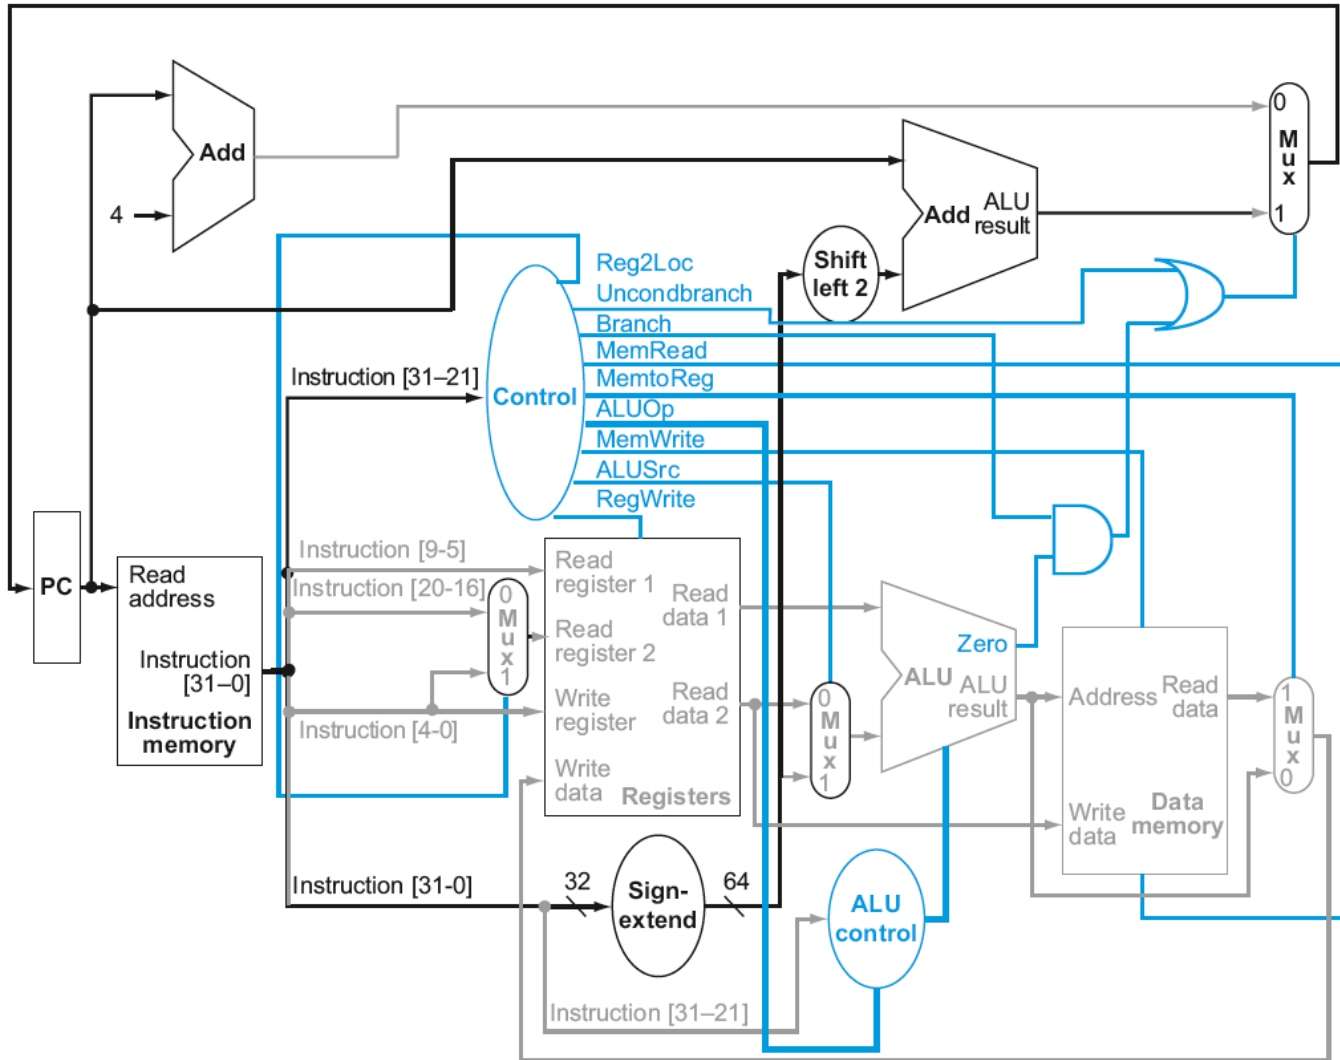 Add
4
0
Mux
1
Add
ALU
result
Shift
left 2
Reg2Loc
Uncondbranch
Branch
MemRead
MemtoReg
ALUOp
MemWrite
ALUSrc
RegWrite
Instruction [31–21]
Control
PC
Read
address
Instruction
[31–0]
Instruction
memory
Instruction [9-5]
Instruction [20-16]
Instruction [4-0]
0
Mux
1
Read
register 1
Read
register 2
Write
register
Write
data
Read
data 1
Read
data 2
Registers
0
Mux
1
Zero
ALU
ALU
result
Address
Read
data
Write
data
Data
memory
1
Mux
0
Instruction [31-0]
32
Sign-
extend
64
ALU
control
Instruction [31–21]